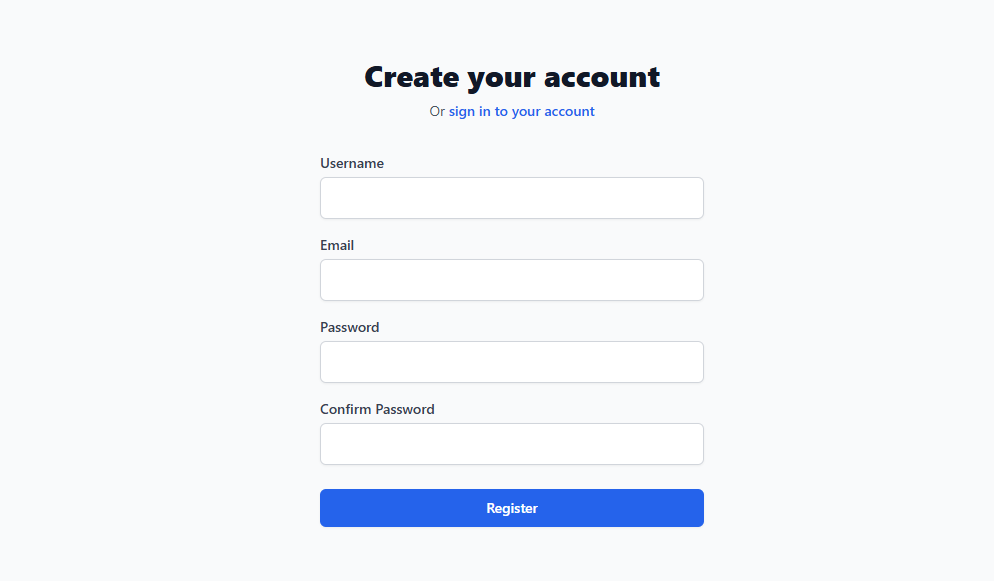 Create your account
Or sign in to your account
Username
Email
Password
Confirm Password
Register